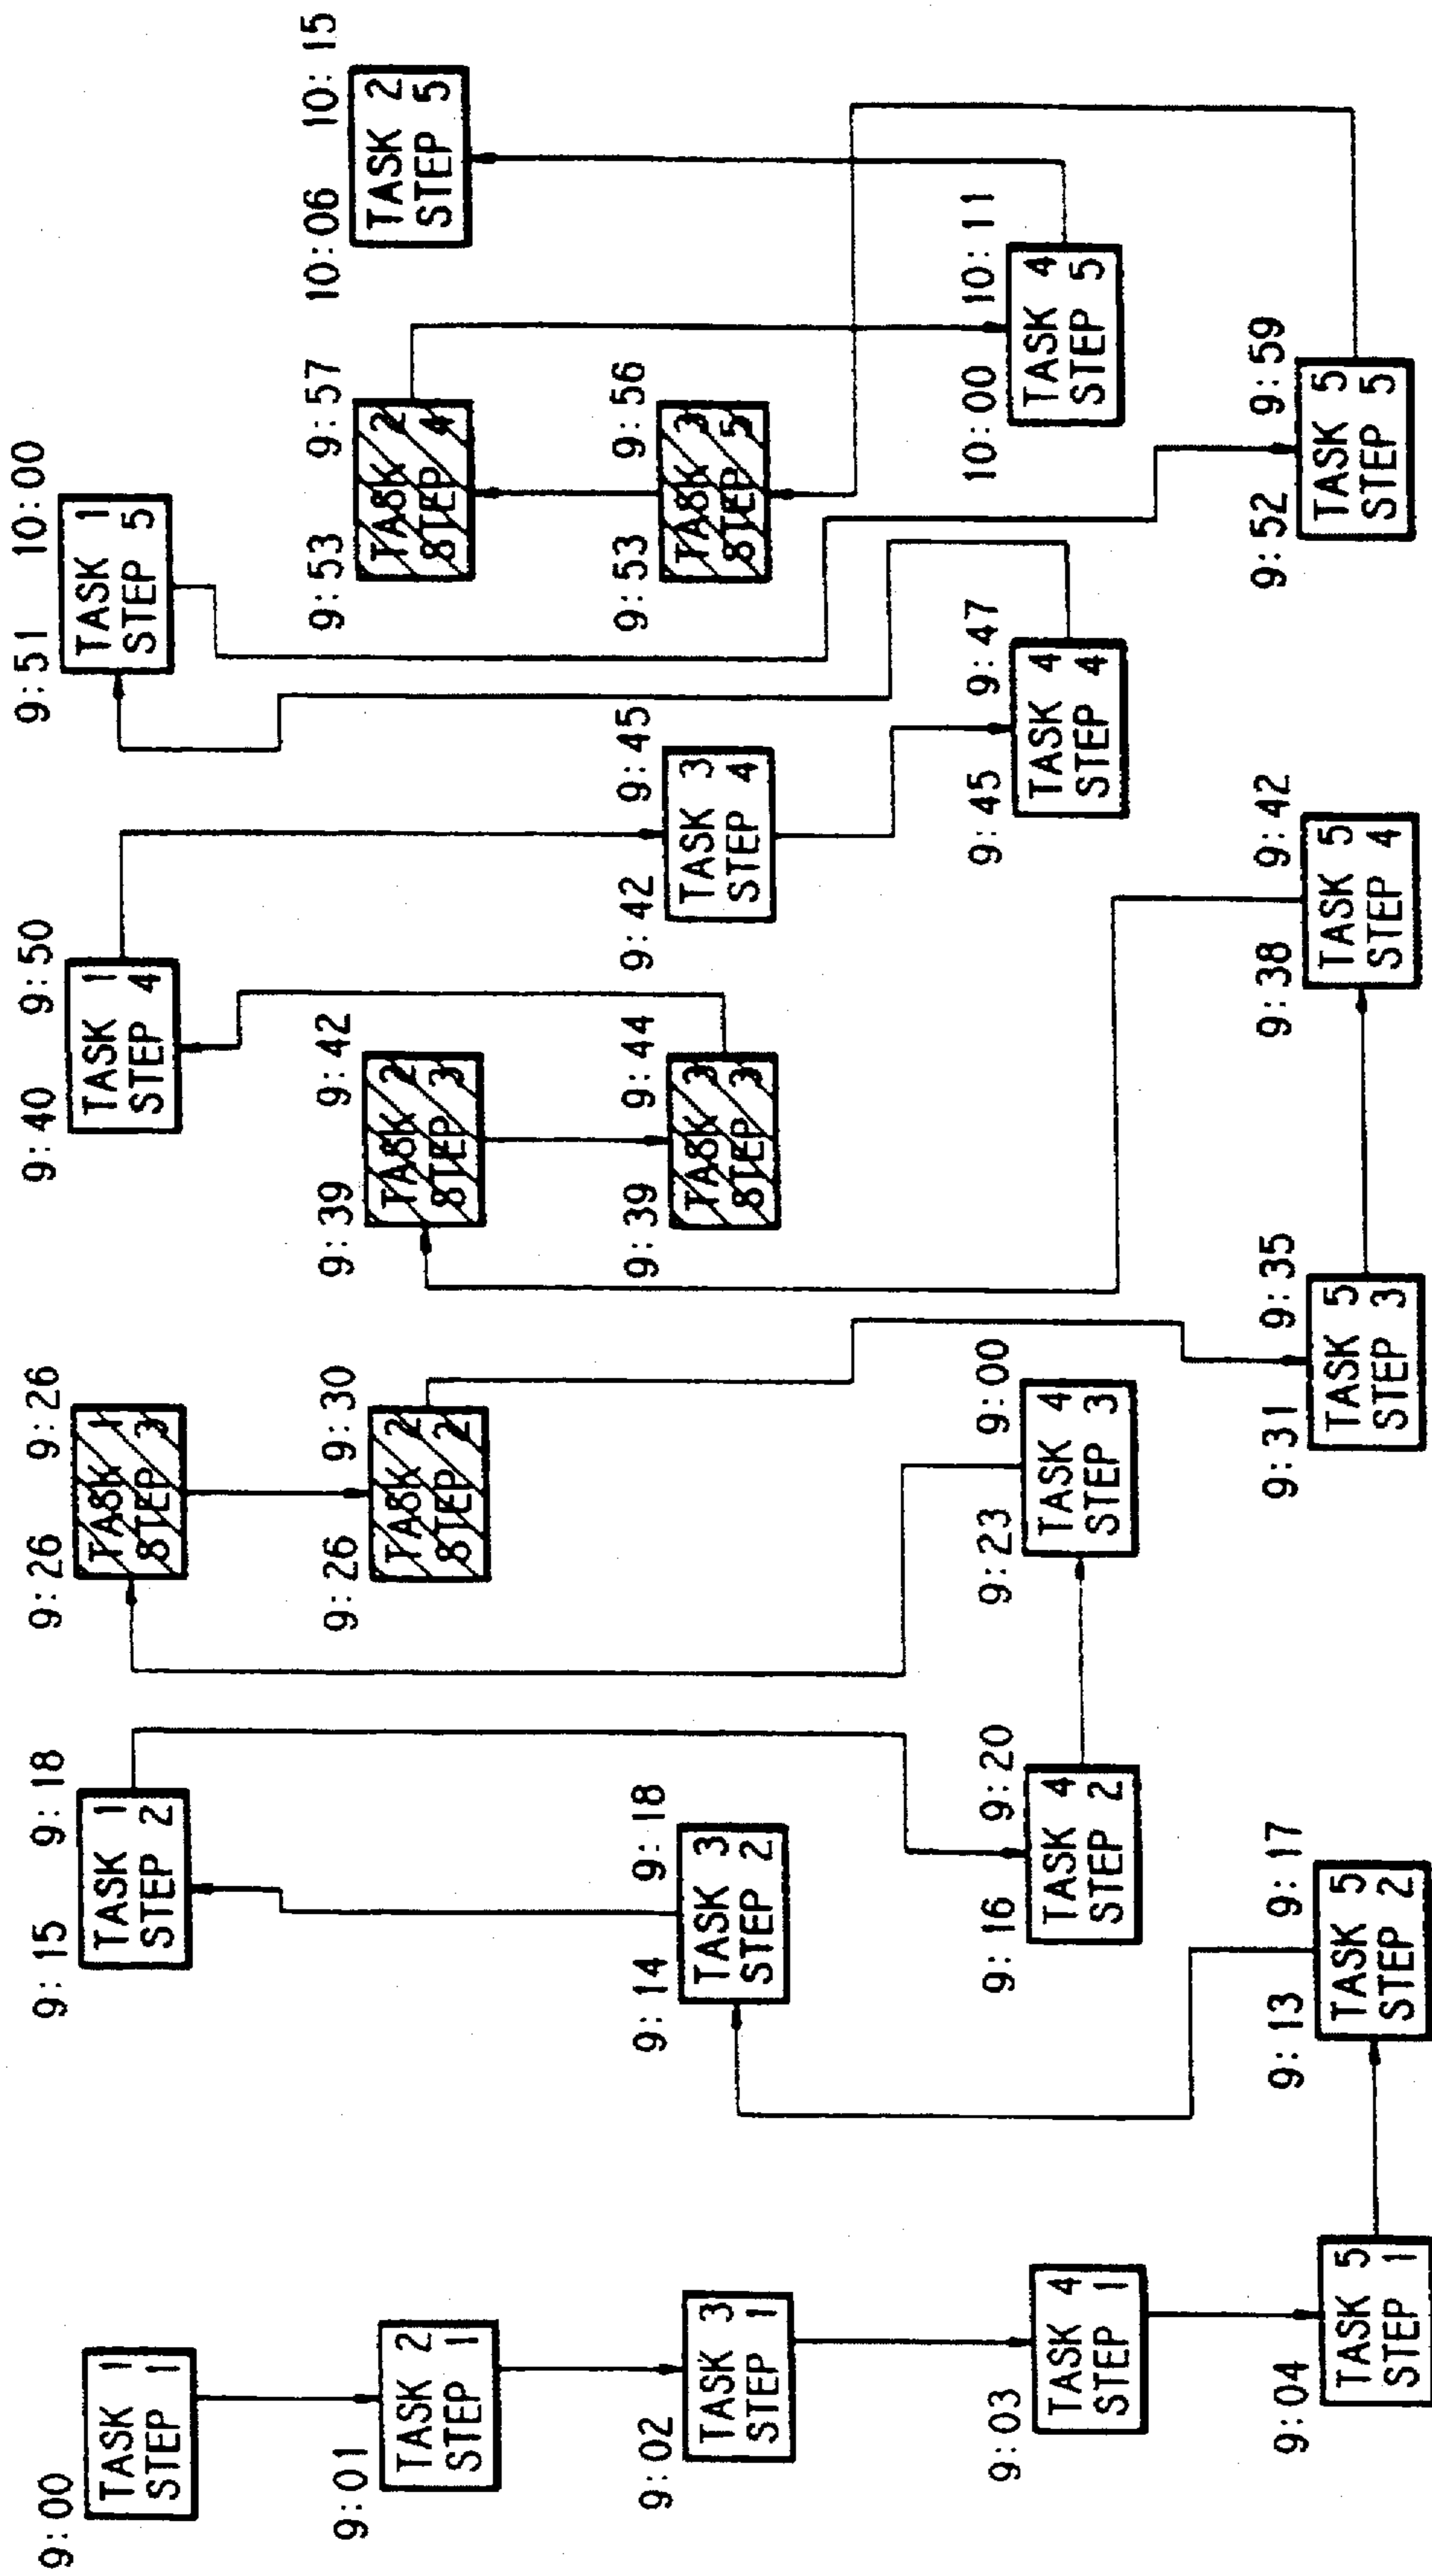 9:00
TASK 1
STEP 1
9:15 9:18
TASK 1
STEP 2
9:26 9:26
TASK 1
STEP 3
9:40 9:50
TASK 1
STEP 4
9:51 10:00
TASK 1
STEP 5
9:01
TASK 2
STEP 1
9:26 9:30
TASK 2
STEP 2
9:39 9:42
TASK 2
STEP 3
9:53 9:57
TASK 2
STEP 4
10:06 10:15
TASK 2
STEP 5
9:02
TASK 3
STEP 1
9:14 9:18
TASK 3
STEP 2
9:39 9:44
TASK 3
STEP 3
9:42 9:45
TASK 3
STEP 4
9:53 9:56
TASK 3
STEP 5
9:03
TASK 4
STEP 1
9:16 9:20
TASK 4
STEP 2
9:23 9:00
TASK 4
STEP 3
9:45 9:47
TASK 4
STEP 4
10:00 10:11
TASK 4
STEP 5
9:04
TASK 5
STEP 1
9:13 9:17
TASK 5
STEP 2
9:31 9:35
TASK 5
STEP 3
9:38 9:42
TASK 5
STEP 4
9:52 9:59
TASK 5
STEP 5